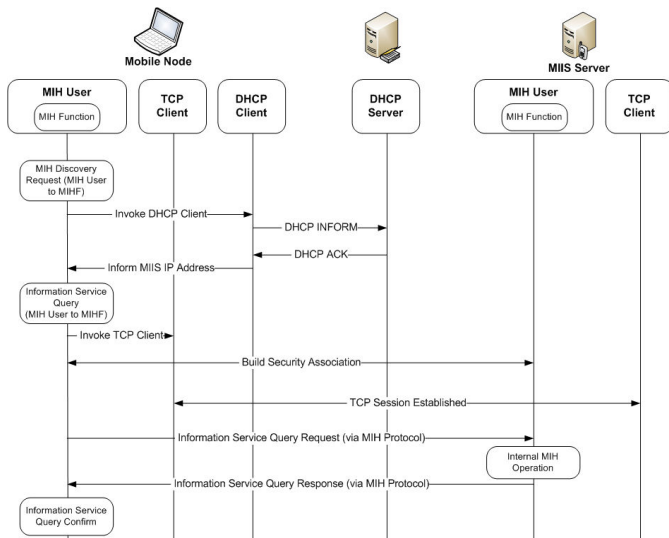 Mobile Node
MIIS Server
MIH User
MIH Function
TCP
Client
DHCP
Client
DHCP
Server
MIH User
MIH Function
TCP
Client
MIH Discovery
Request (MIH User
to MIHF)
Invoke DHCP Client
DHCP INFORM
DHCP ACK
Inform MIIS IP Address
Information Service
Query
(MIH User to MIHF)
Invoke TCP Client
Build Security Association
TCP Session Established
Information Service Query Request (via MIH Protocol)
Internal MIH
Operation
Information Service Query Response (via MIH Protocol)
Information Service
Query Confirm